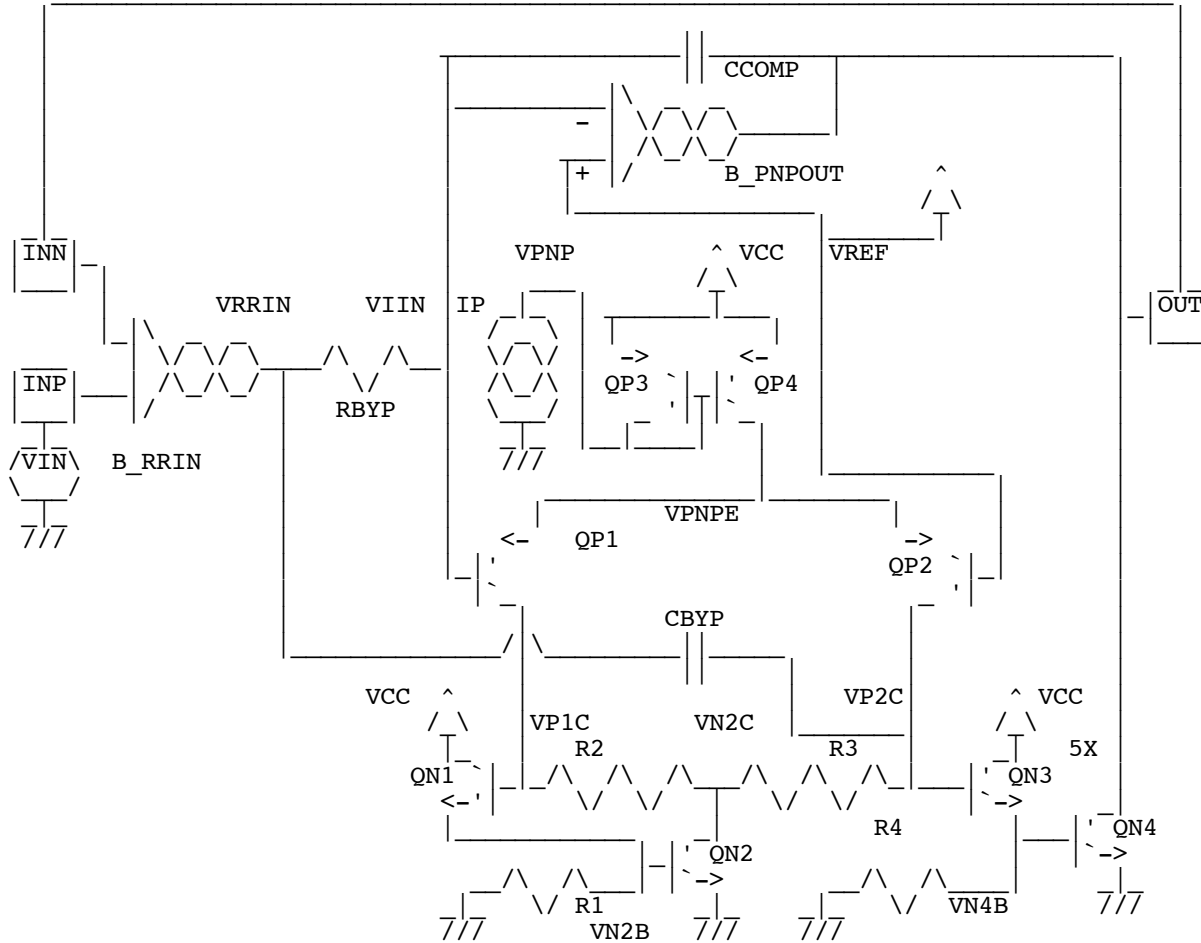 CCOMP
-
+ B_PNPOUT
INN VPNP VCC VREF
VRRIN VIIN IP OUT
INP QP3 QP4
RBYP
VIN B_RRIN
VPNPE
QP1
QP2
CBYP
VCC VP2C VCC
VP1C VN2C
R2 R3 5X
QN1 QN3
R4 QN4
QN2
R1 VN4B
VN2B